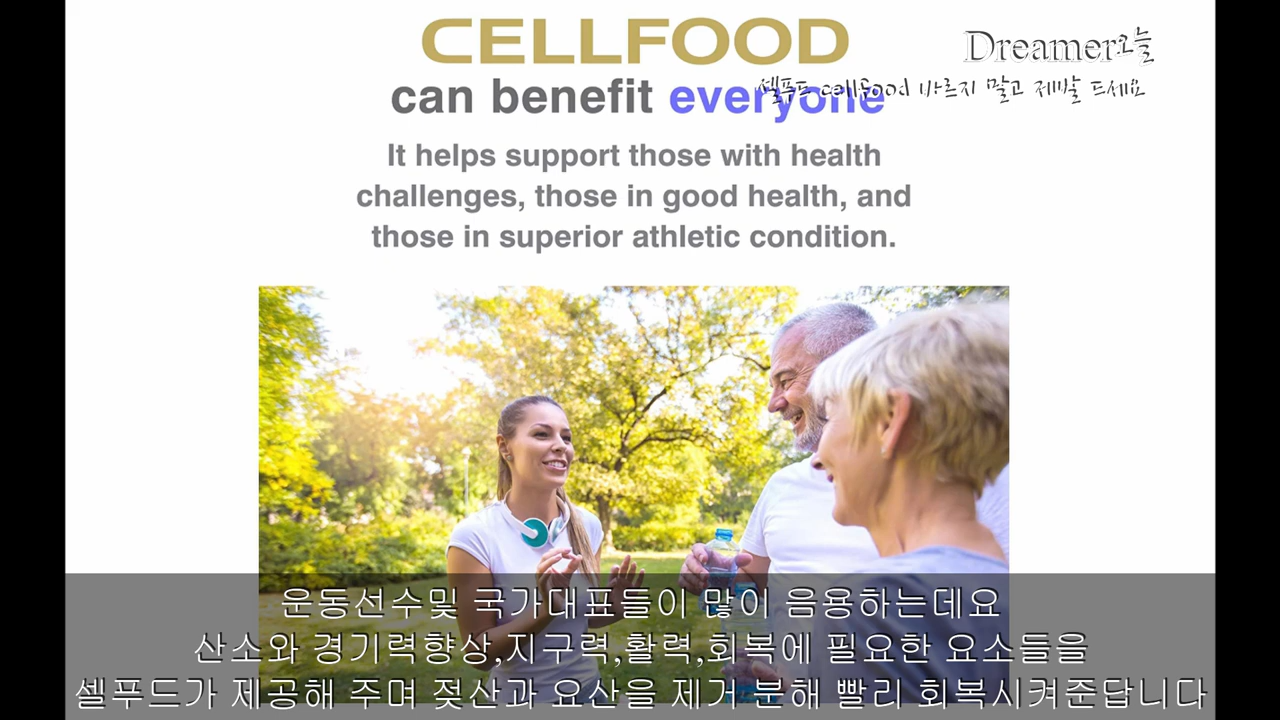 CELLFOOD
Dreamer오늘
can benefit everyone
셀푸드 cellfood 바르지 말고 제발 드세요
It helps support those with health
challenges, those in good health, and
those in superior athletic condition.
운동선수및 국가대표들이 많이 음용하는데요
산소와 경기력향상,지구력,활력,회복에 필요한 요소들을
셀푸드가 제공해 주며 젖산과 요산을 제거 분해 빨리 회복시켜준답니다